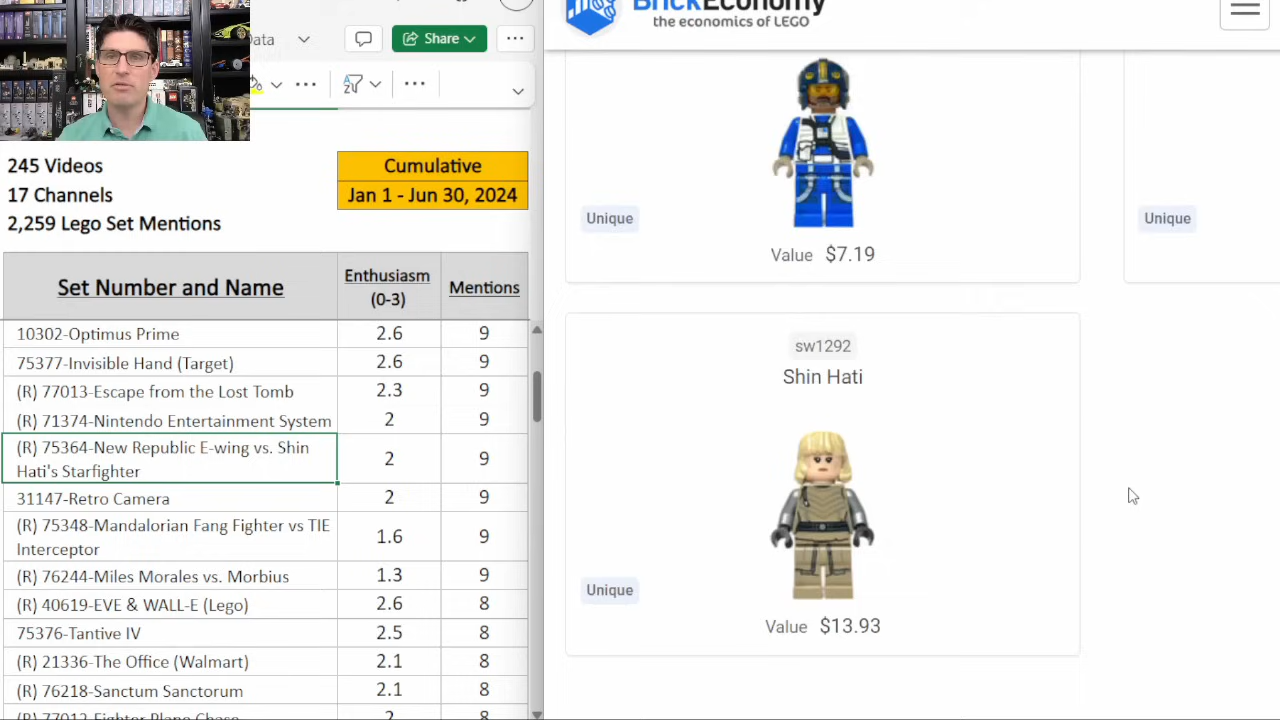 BrickEconomy
the economics of LEGO
ata
Share
245 Videos
17 Channels
2,259 Lego Set Mentions
Cumulative
Jan 1 - Jun 30, 2024
Set Number and Name
Enthusiasm
(0-3)
Mentions
10302-Optimus Prime 2.6 9
75377-Invisible Hand (Target) 2.6 9
(R) 77013-Escape from the Lost Tomb 2.3 9
(R) 71374-Nintendo Entertainment System 2 9
(R) 75364-New Republic E-wing vs. Shin
Hati's Starfighter 2 9
31147-Retro Camera 2 9
(R) 75348-Mandalorian Fang Fighter vs TIE
Interceptor 1.6 9
(R) 76244-Miles Morales vs. Morbius 1.3 9
(R) 40619-EVE & WALL-E (Lego) 2.6 8
75376-Tantive IV 2.5 8
(R) 21336-The Office (Walmart) 2.1 8
(R) 76218-Sanctum Sanctorum 2.1 8
(R) 77012-Fighter Plane Chase 2 8
Unique
Value $7.19
Unique
sw1292
Shin Hati
Unique
Value $13.93